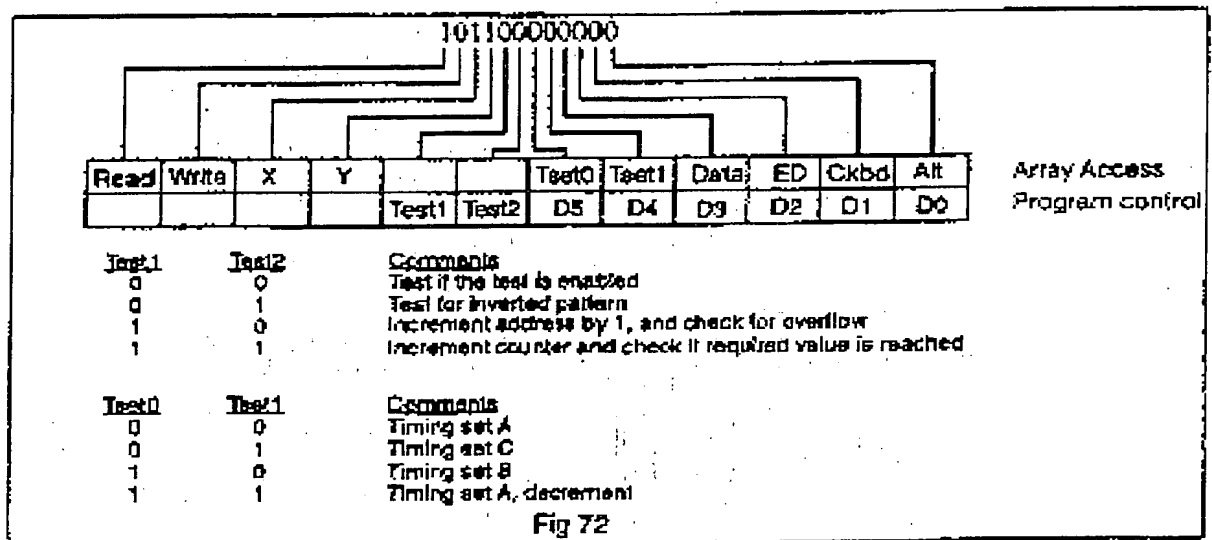 101100000000
Read Write X Y Test0 Test1 Data ED Ckbd Alt Array Access
Test1 Test2 D5 D4 D3 D2 D1 D0 Program control
Test1 Test2 Comments
0 0 Test if the test is enabled
0 1 Test for inverted pattern
1 0 Increment address by 1, and check for overflow
1 1 Increment counter and check if required value is reached
Test0 Test1 Comments
0 0 Timing set A
0 1 Timing set C
1 0 Timing set B
1 1 Timing set A, decrement
Fig 72